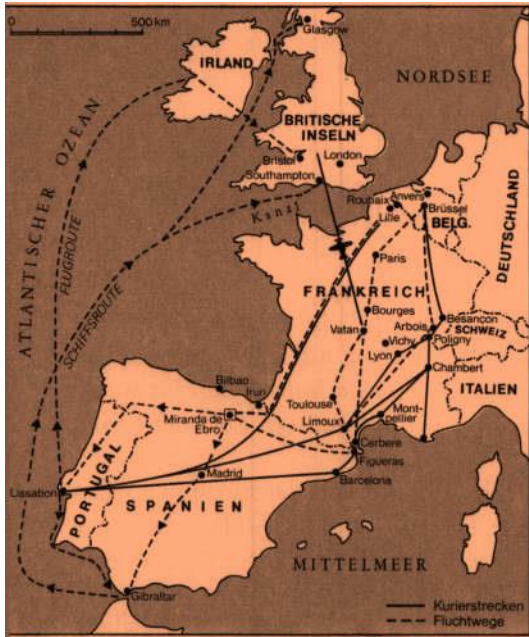 0 500 km
Glasgow
IRLAND
NORDSEE
BRITISCHE
INSELN
Bristol
London
Southampton
ATLANTISCHER OZEAN
FLUGROUTE
SCHIFFSROUTE
Roubaix
Anvers
Lille
Brüssel
BELG.
DEUTSCHLAND
Paris
FRANKREICH
Bourges
Besançon
Vatan
Arbois
SCHWEIZ
Vichy
Poligny
Lyon
Chambert
ITALIEN
Bilbao
Irun
Toulouse
Mont-
pellier
Miranda de
Ebro
Limoux
Cerbere
Figueras
Lissabon
PORTUGAL
Madrid
Barcelona
SPANIEN
MITTELMEER
Gibraltar
Kurierstrecken
Fluchtwege